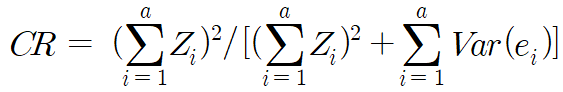 CR = (∑_{i=1}^{a} Z_i)²/[(∑_{i=1}^{a} Z_i)² + ∑_{i=1}^{a} Var(e_i)]